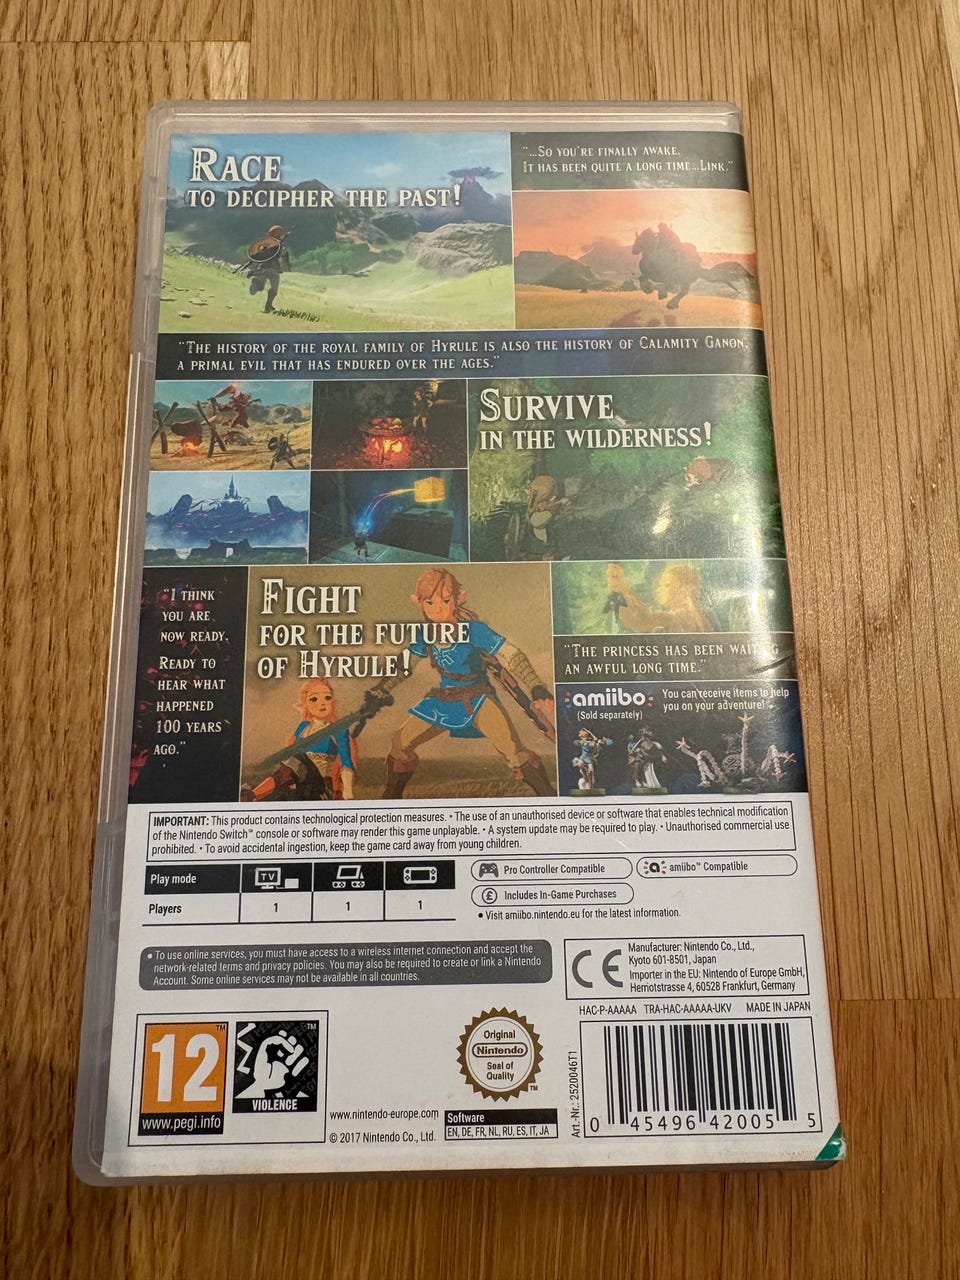 RACE
TO DECIPHER THE PAST!
"...SO YOU'RE FINALLY AWAKE.
IT HAS BEEN QUITE A LONG TIME...LINK."
"THE HISTORY OF THE ROYAL FAMILY OF HYRULE IS ALSO THE HISTORY OF CALAMITY GANON,
A PRIMAL EVIL THAT HAS ENDURED OVER THE AGES."
SURVIVE
IN THE WILDERNESS!
"I THINK
YOU ARE
NOW READY.
READY TO
HEAR WHAT
HAPPENED
100 YEARS
AGO."
FIGHT
FOR THE FUTURE
OF HYRULE!
"THE PRINCESS HAS BEEN WAITING
AN AWFUL LONG TIME."
amiibo
(Sold separately)
You can receive items to help
you on your adventure!
IMPORTANT: This product contains technological protection measures. • The use of an unauthorised device or software that enables technical modification
of the Nintendo Switch™ console or software may render this game unplayable. • A system update may be required to play. • Unauthorised commercial use
prohibited. • To avoid accidental ingestion, keep the game card away from young children.
Play mode
TV
Players
1
1
1
Pro Controller Compatible
amiibo™ Compatible
£ Includes In-Game Purchases
• Visit amiibo.nintendo.eu for the latest information.
• To use online services, you must have access to a wireless internet connection and accept the
network-related terms and privacy policies. You may also be required to create or link a Nintendo
Account. Some online services may not be available in all countries.
CE
Manufacturer: Nintendo Co., Ltd.,
Kyoto 601-8501, Japan
Importer in the EU: Nintendo of Europe GmbH,
Herriotstrasse 4, 60528 Frankfurt, Germany
HAC-P-AAAAA TRA-HAC-AAAAA-UKV MADE IN JAPAN
12™
www.pegi.info
™
VIOLENCE
www.nintendo-europe.com
© 2017 Nintendo Co., Ltd.
Original
Nintendo
Seal of
Quality
™
Software
EN, DE, FR, NL, RU, ES, IT, JA
Art.-Nr.: 2520046T1
0 45496 42005 5